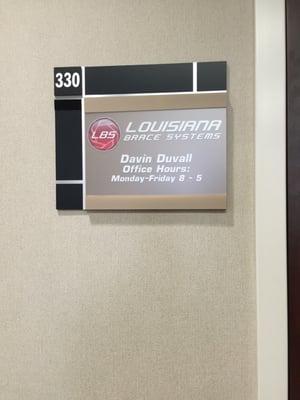 330
LBS
LOUISIANA
BRACE SYSTEMS
Davin Duvall
Office Hours:
Monday-Friday 8 - 5